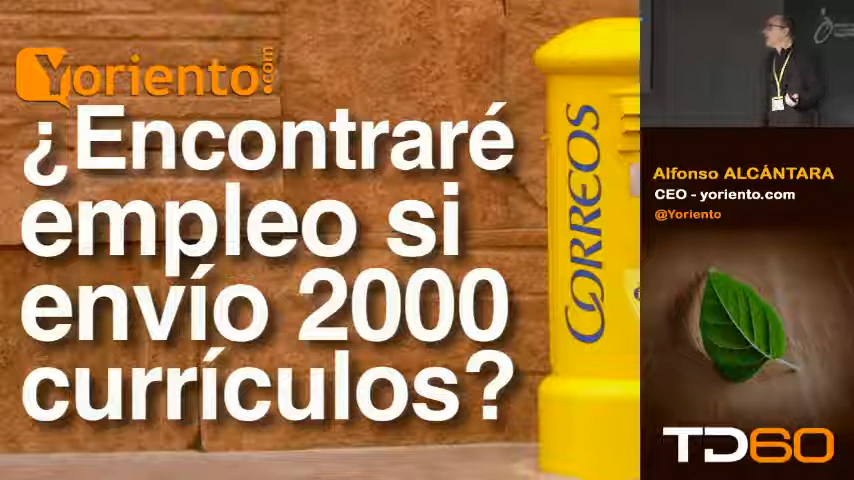 Yoriento.com
¿Encontraré
empleo si
envío 2000
currículos?
CORREOS
Alfonso ALCÁNTARA
CEO - yoriento.com
@Yoriento
TD60